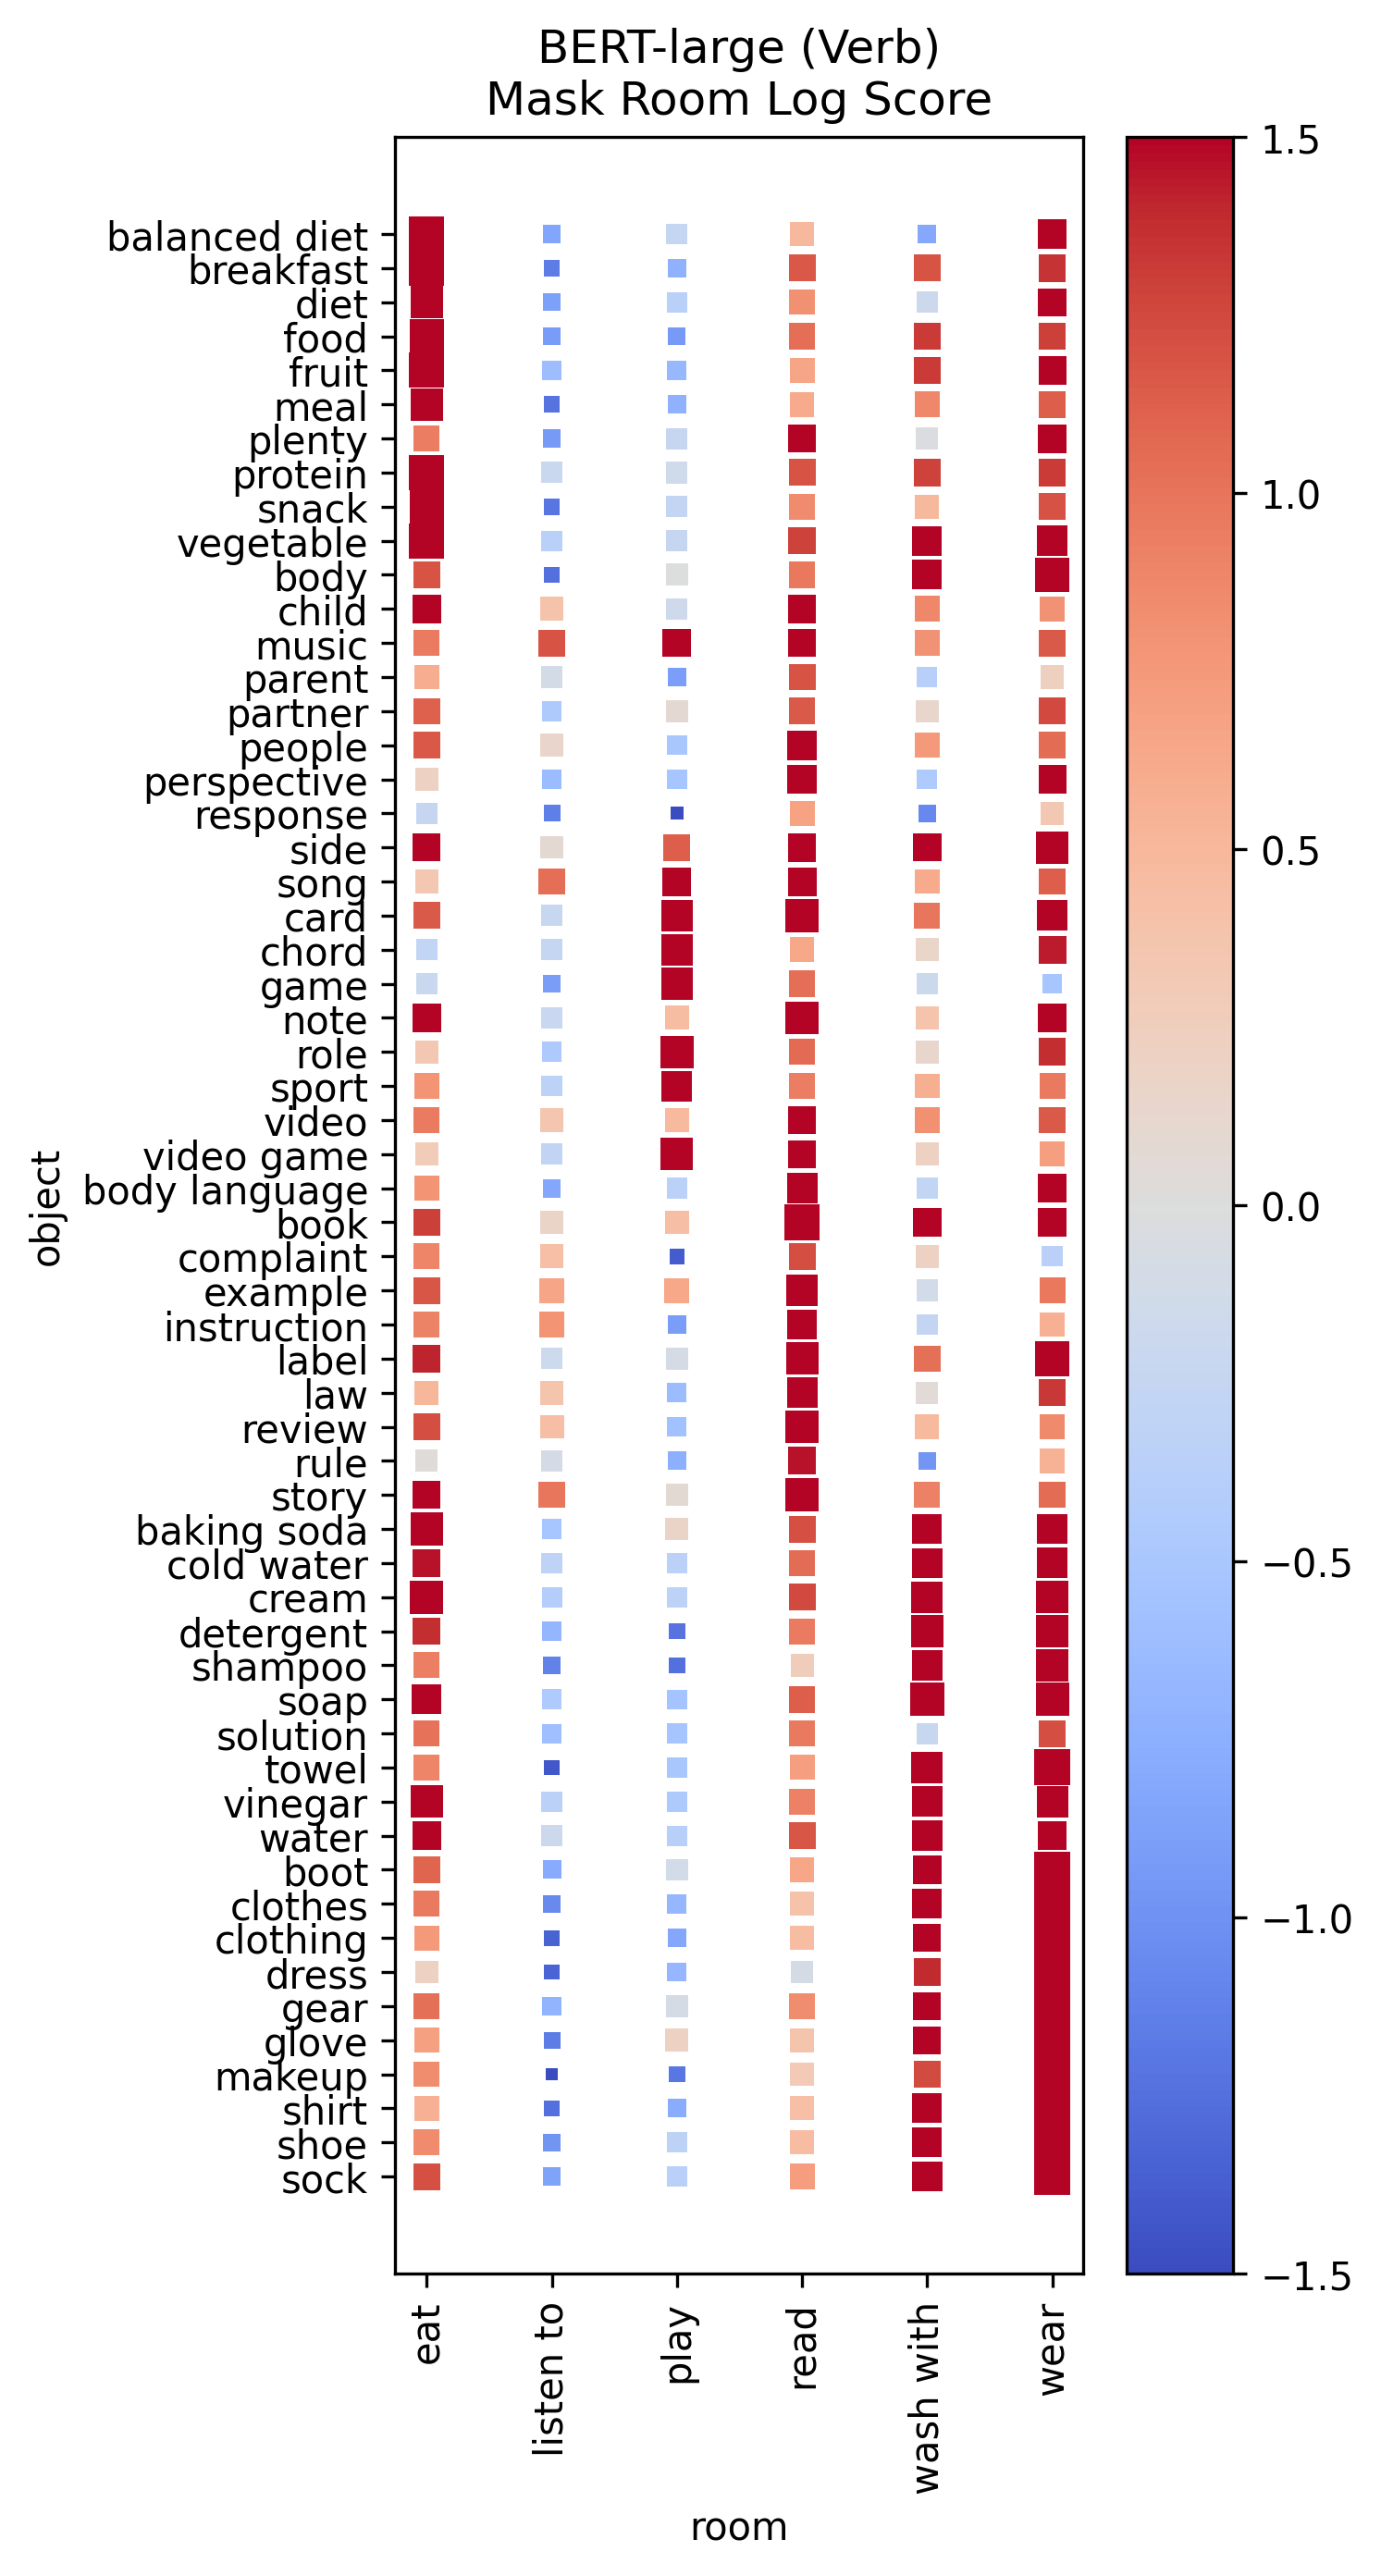 BERT-large (Verb)
Mask Room Log Score
object
balanced diet
breakfast
diet
food
fruit
meal
plenty
protein
snack
vegetable
body
child
music
parent
partner
people
perspective
response
side
song
card
chord
game
note
role
sport
video
video game
body language
book
complaint
example
instruction
label
law
review
rule
story
baking soda
cold water
cream
detergent
shampoo
soap
solution
towel
vinegar
water
boot
clothes
clothing
dress
gear
glove
makeup
shirt
shoe
sock
eat
listen to
play
read
wash with
wear
room
1.5
1.0
0.5
0.0
−0.5
−1.0
−1.5